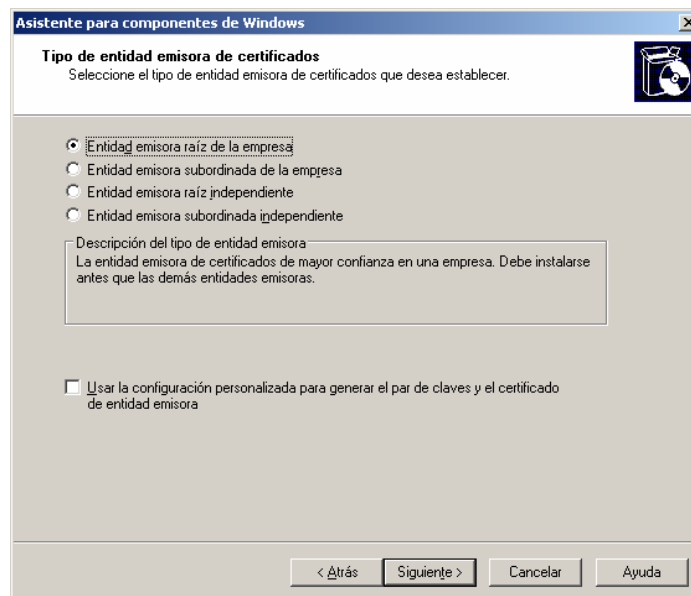 Asistente para componentes de Windows
Tipo de entidad emisora de certificados
Seleccione el tipo de entidad emisora de certificados que desea establecer.
Entidad emisora raíz de la empresa
Entidad emisora subordinada de la empresa
Entidad emisora raíz independiente
Entidad emisora subordinada independiente
Descripción del tipo de entidad emisora
La entidad emisora de certificados de mayor confianza en una empresa. Debe instalarse
antes que las demás entidades emisoras.
Usar la configuración personalizada para generar el par de claves y el certificado
de entidad emisora
< Atrás Siguiente > Cancelar Ayuda